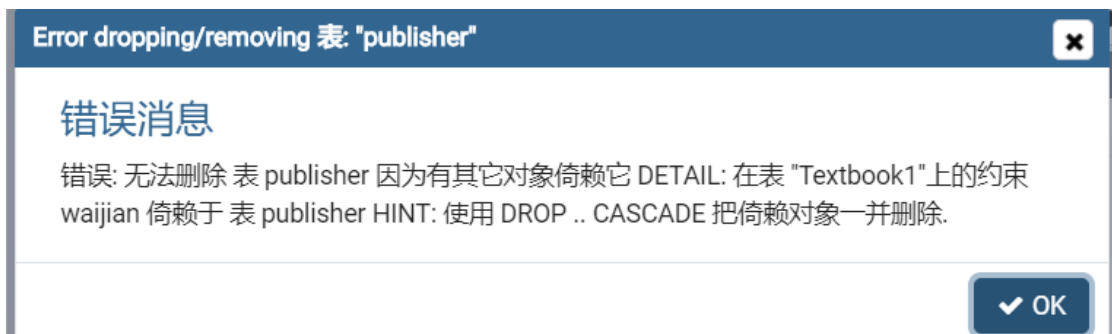 Error dropping/removing 表: "publisher"
错误消息
错误: 无法删除 表 publisher 因为有其它对象倚赖它 DETAIL: 在表 "Textbook1"上的约束
waijian 倚赖于 表 publisher HINT: 使用 DROP .. CASCADE 把倚赖对象一并删除.
OK